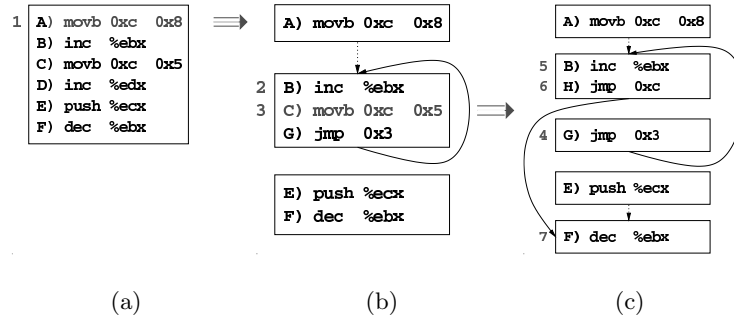 1 A) movb 0xc 0x8
B) inc %ebx
C) movb 0xc 0x5
D) inc %edx
E) push %ecx
F) dec %ebx
(a)
A) movb 0xc 0x8
2 B) inc %ebx
3 C) movb 0xc 0x5
G) jmp 0x3
E) push %ecx
F) dec %ebx
(b)
A) movb 0xc 0x8
5 B) inc %ebx
6 H) jmp 0xc
4 G) jmp 0x3
E) push %ecx
7 F) dec %ebx
(c)